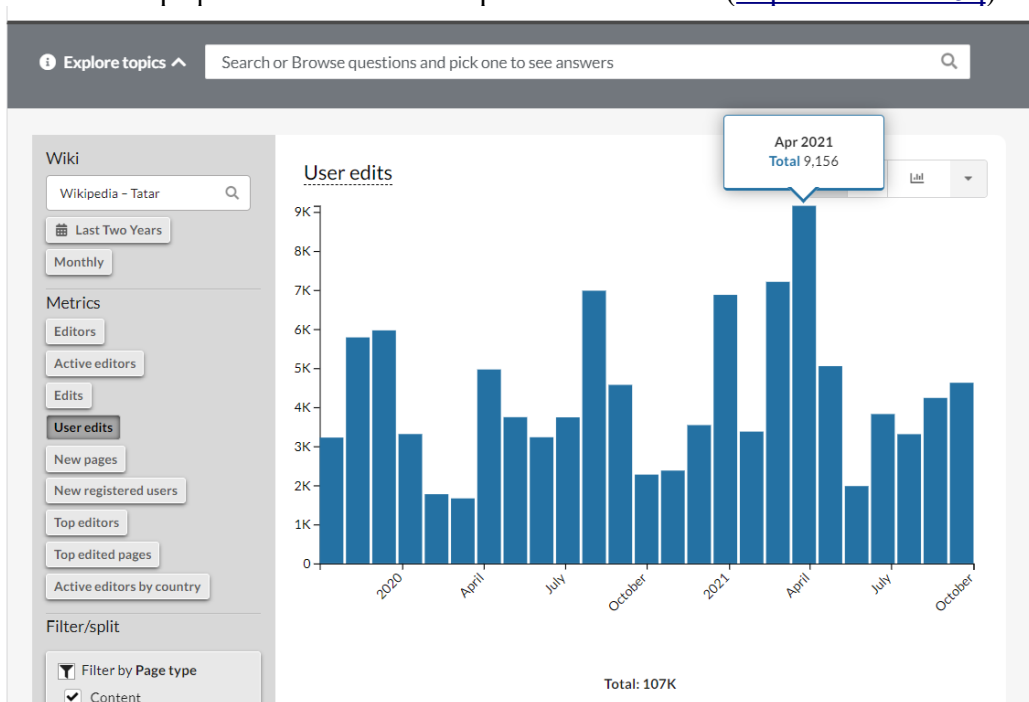 Explore topics
Search or Browse questions and pick one to see answers
Wiki
Wikipedia – Tatar
Last Two Years
Monthly
Metrics
Editors
Active editors
Edits
User edits
New pages
New registered users
Top editors
Top edited pages
Active editors by country
Filter/split
Filter by Page type
Content
User edits
Apr 2021
Total 9,156
9K
8K
7K
6K
5K
4K
3K
2K
1K
0
2020
April
July
October
2021
April
July
October
Total: 107K